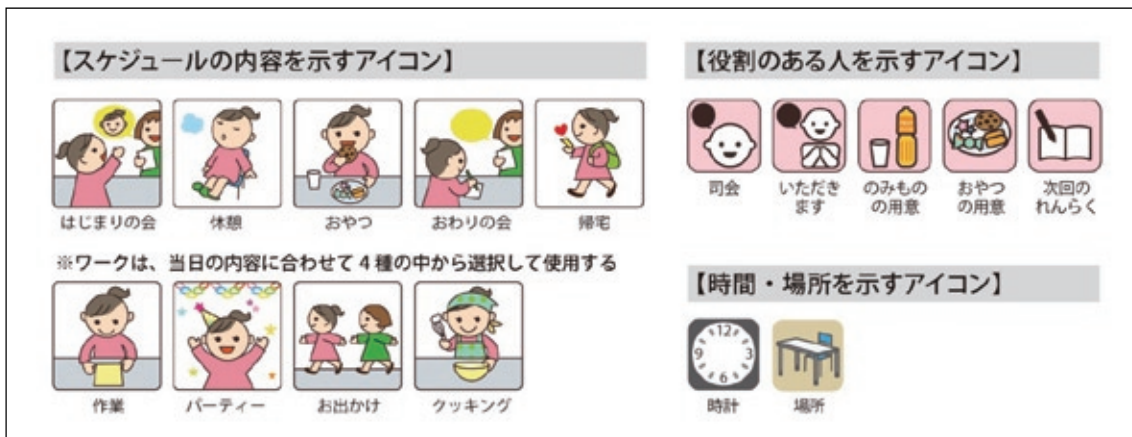 【スケジュールの内容を示すアイコン】
はじまりの会
休憩
おやつ
おわりの会
帰宅
※ワークは、当日の内容に合わせて4種の中から選択して使用する
作業
パーティー
お出かけ
クッキング
【役割のある人を示すアイコン】
司会
いただき
ます
のみもの
の用意
おやつ
の用意
次回の
れんらく
【時間・場所を示すアイコン】
12
9
3
6
時計
場所